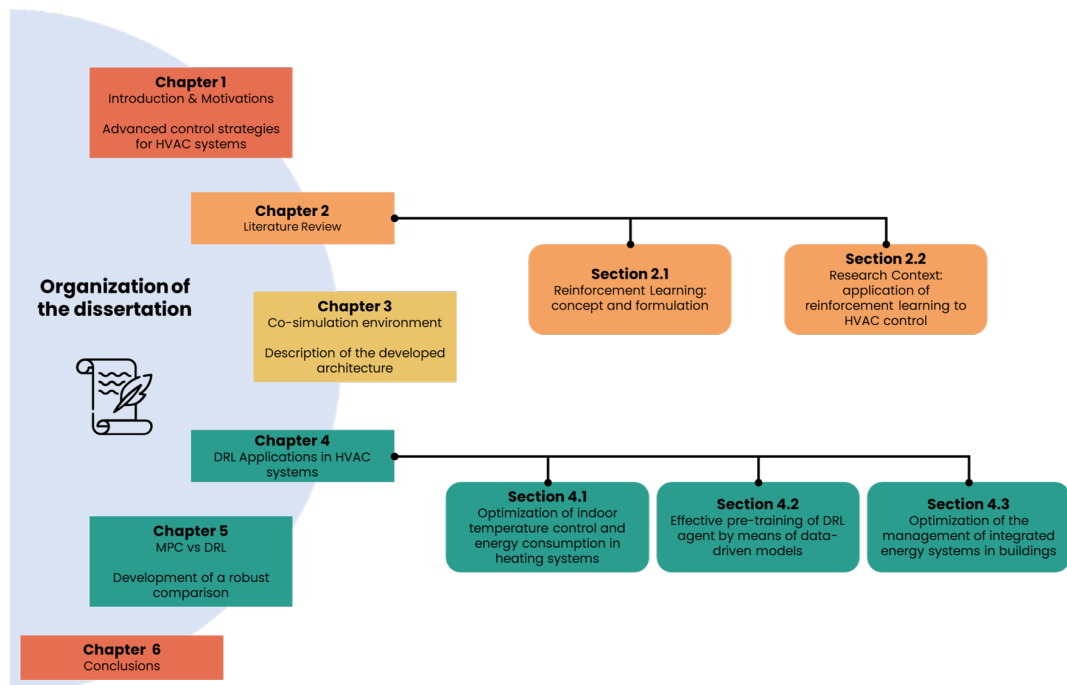 Chapter 1
Introduction & Motivations
Advanced control strategies
for HVAC systems
Chapter 2
Literature Review
Section 2.1
Reinforcement Learning:
concept and formulation
Section 2.2
Research Context:
application of
reinforcement learning to
HVAC control
Organization of
the dissertation
Chapter 3
Co-simulation environment
Description of the developed
architecture
Chapter 4
DRL Applications in HVAC
systems
Section 4.1
Optimization of indoor
temperature control and
energy consumption in
heating systems
Section 4.2
Effective pre-training of DRL
agent by means of data-
driven models
Section 4.3
Optimization of the
management of integrated
energy systems in buildings
Chapter 5
MPC vs DRL
Development of a robust
comparison
Chapter 6
Conclusions